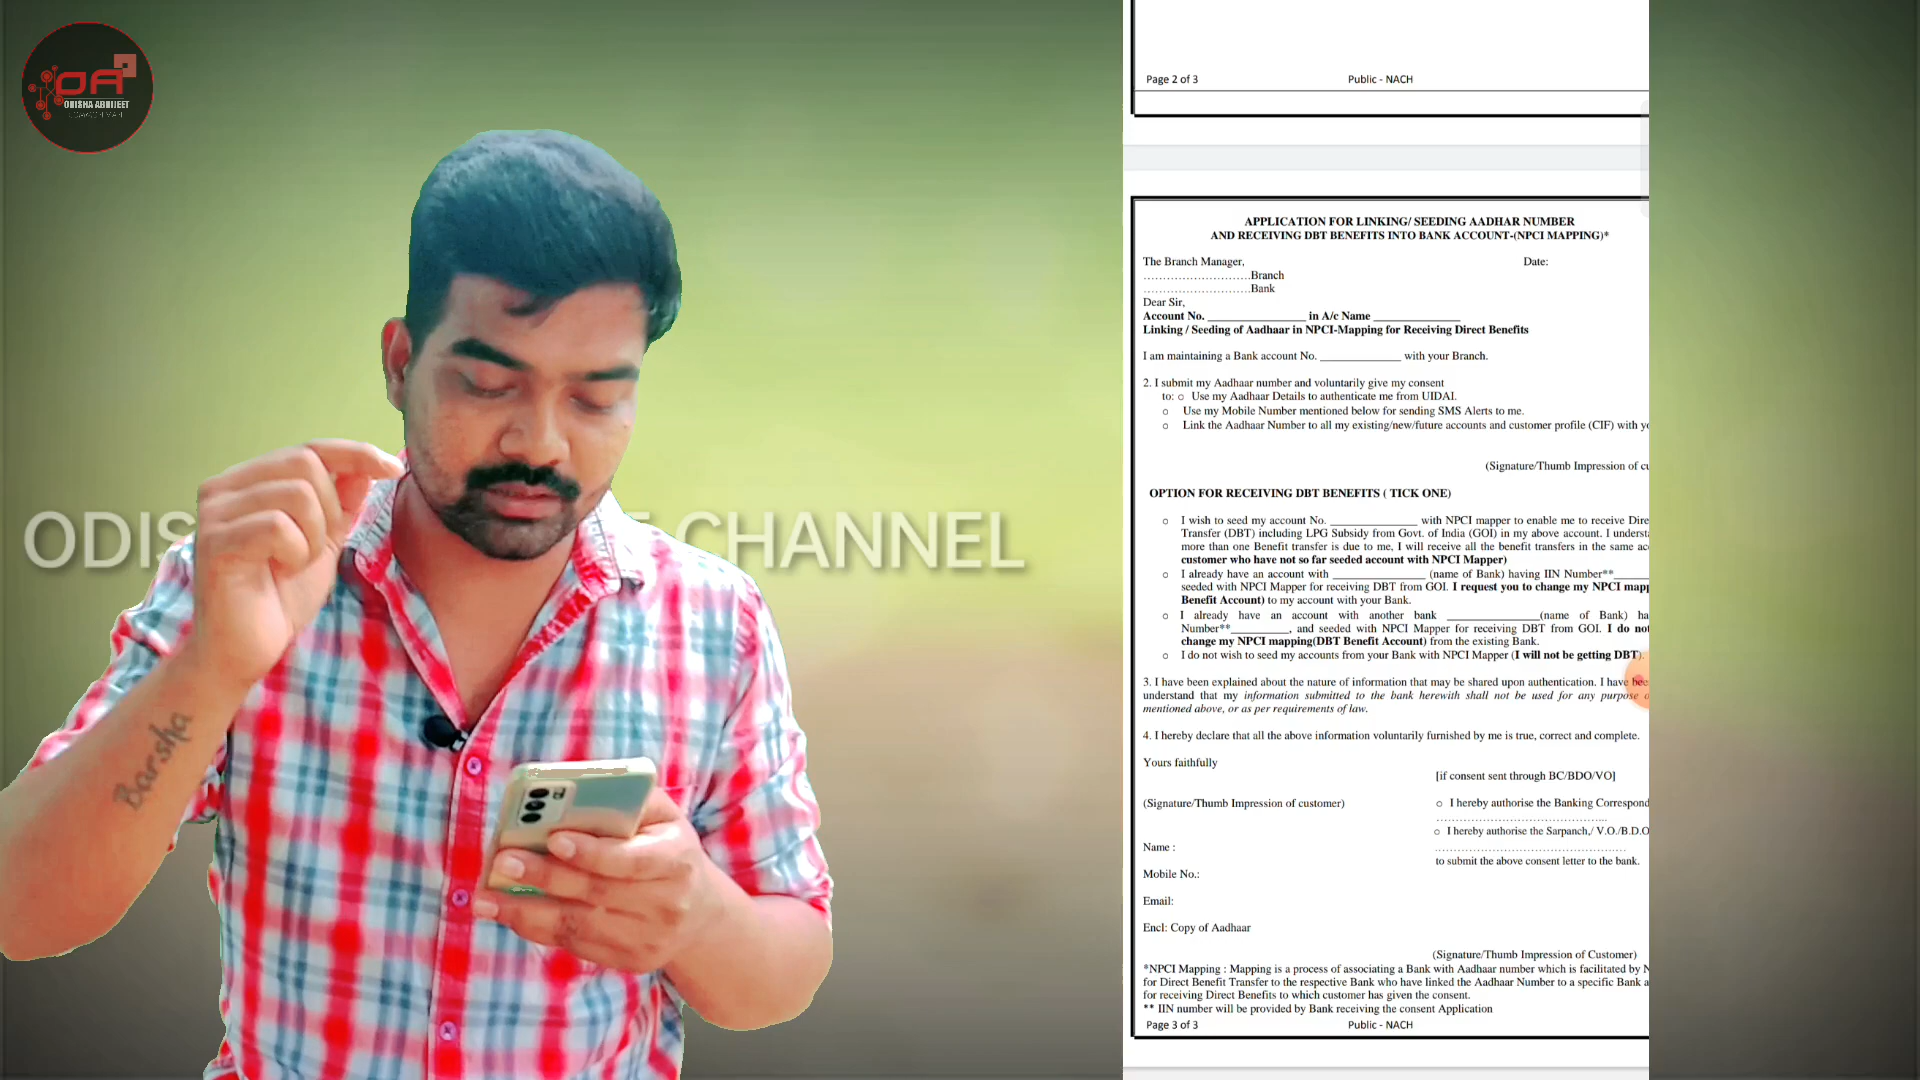 OA
ODISHA ABHIJEET
ODIS CHANNEL
Barsha
Page 2 of 3 Public - NACH
APPLICATION FOR LINKING/ SEEDING AADHAR NUMBER
AND RECEIVING DBT BENEFITS INTO BANK ACCOUNT-(NPCI MAPPING)*
The Branch Manager, Date:
………………………Branch
………………………Bank
Dear Sir,
Account No. ________________ in A/c Name ______________
Linking / Seeding of Aadhaar in NPCI-Mapping for Receiving Direct Benefits
I am maintaining a Bank account No. _____________ with your Branch.
2. I submit my Aadhaar number and voluntarily give my consent
to: o Use my Aadhaar Details to authenticate me from UIDAI.
o Use my Mobile Number mentioned below for sending SMS Alerts to me.
o Link the Aadhaar Number to all my existing/new/future accounts and customer profile (CIF) with yo
(Signature/Thumb Impression of cu
OPTION FOR RECEIVING DBT BENEFITS ( TICK ONE)
o I wish to seed my account No. ______________ with NPCI mapper to enable me to receive Dire
Transfer (DBT) including LPG Subsidy from Govt. of India (GOI) in my above account. I understa
more than one Benefit transfer is due to me, I will receive all the benefit transfers in the same acc
customer who have not so far seeded account with NPCI Mapper)
o I already have an account with _______________ (name of Bank) having IIN Number**______
seeded with NPCI Mapper for receiving DBT from GOI. I request you to change my NPCI mapp
Benefit Account) to my account with your Bank.
o I already have an account with another bank _______________(name of Bank) ha
Number**_________, and seeded with NPCI Mapper for receiving DBT from GOI. I do not
change my NPCI mapping(DBT Benefit Account) from the existing Bank.
o I do not wish to seed my accounts from your Bank with NPCI Mapper (I will not be getting DBT).
3. I have been explained about the nature of information that may be shared upon authentication. I have bee
understand that my information submitted to the bank herewith shall not be used for any purpose o
mentioned above, or as per requirements of law.
4. I hereby declare that all the above information voluntarily furnished by me is true, correct and complete.
Yours faithfully
[if consent sent through BC/BDO/VO]
(Signature/Thumb Impression of customer) o I hereby authorise the Banking Correspond
……………………………………...
o I hereby authorise the Sarpanch,/ V.O./B.D.O
Name : …………………………………………
to submit the above consent letter to the bank.
Mobile No.:
Email:
Encl: Copy of Aadhaar
(Signature/Thumb Impression of Customer)
*NPCI Mapping : Mapping is a process of associating a Bank with Aadhaar number which is facilitated by N
for Direct Benefit Transfer to the respective Bank who have linked the Aadhaar Number to a specific Bank a
for receiving Direct Benefits to which customer has given the consent.
** IIN number will be provided by Bank receiving the consent Application
Page 3 of 3 Public - NACH